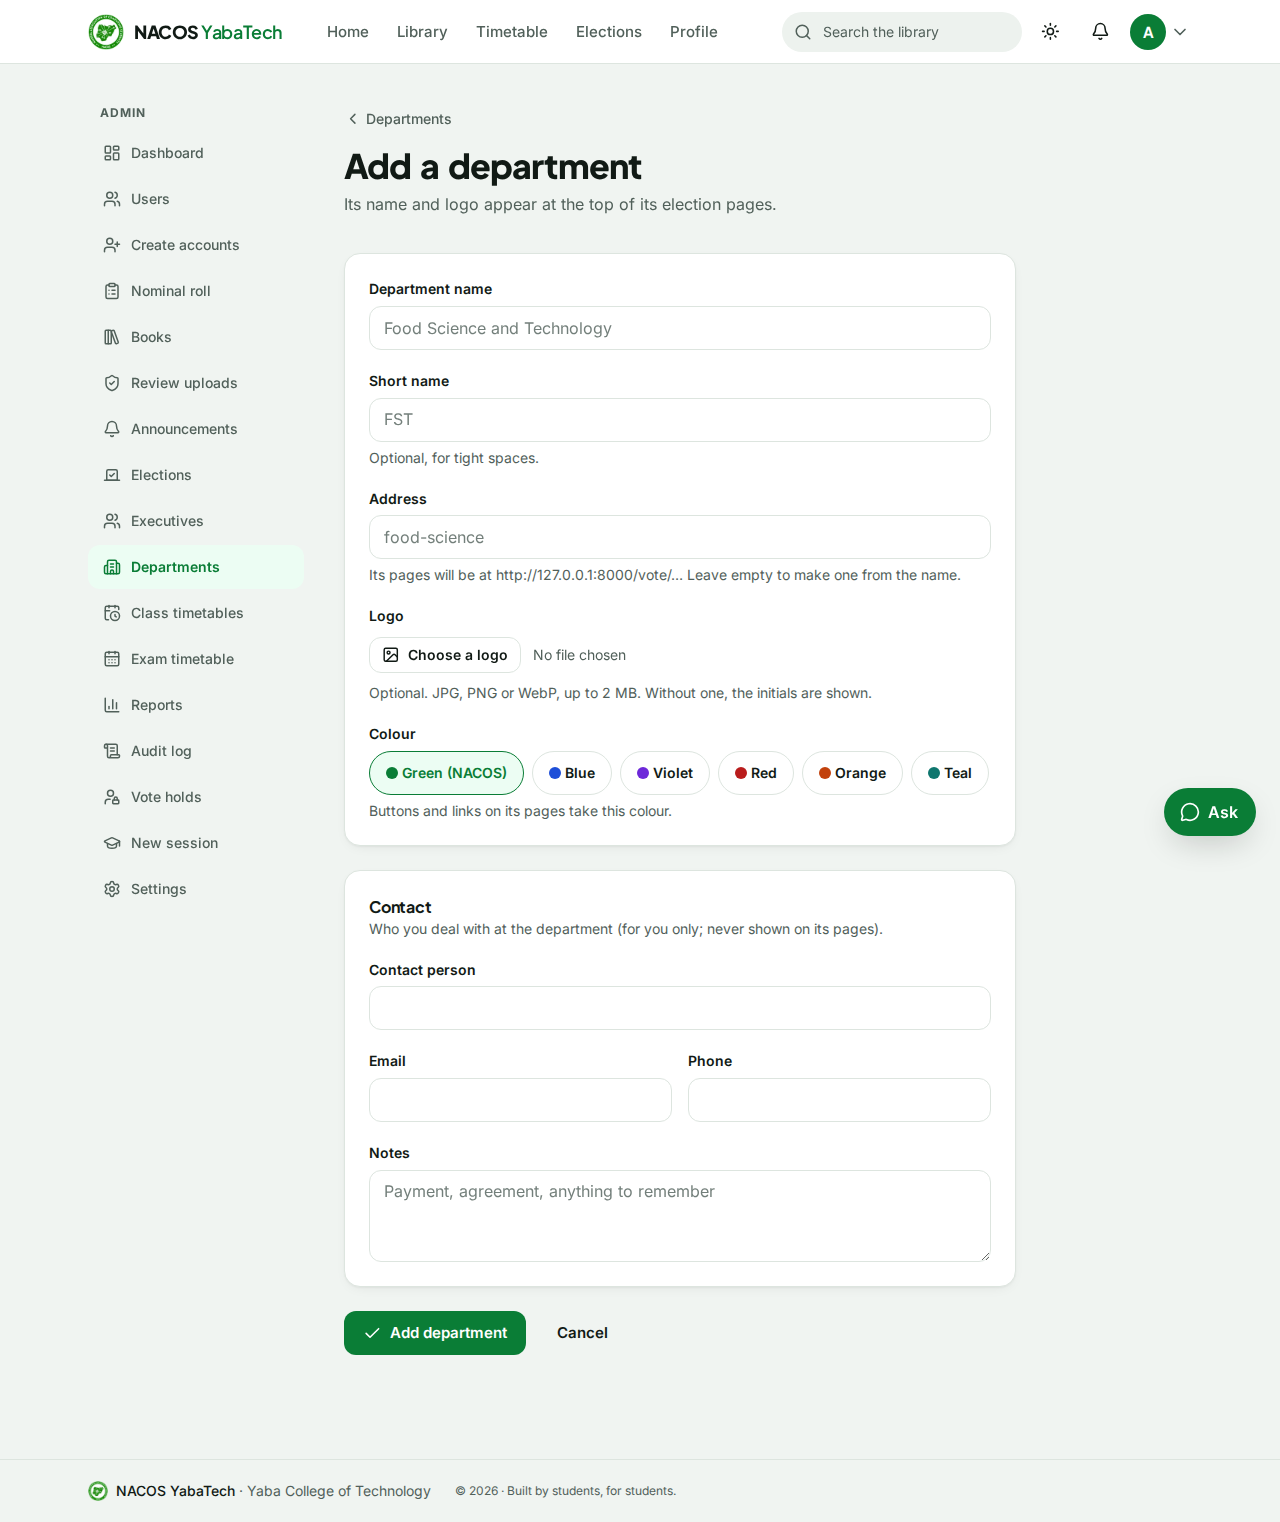 NACOS YabaTech
Home
Library
Timetable
Elections
Profile
Search the library
A
ADMIN
Dashboard
Users
Create accounts
Nominal roll
Books
Review uploads
Announcements
Elections
Executives
Departments
Class timetables
Exam timetable
Reports
Audit log
Vote holds
New session
Settings
Departments
Add a department
Its name and logo appear at the top of its election pages.
Department name
Food Science and Technology
Short name
FST
Optional, for tight spaces.
Address
food-science
Its pages will be at http://127.0.0.1:8000/vote/... Leave empty to make one from the name.
Logo
Choose a logo
No file chosen
Optional. JPG, PNG or WebP, up to 2 MB. Without one, the initials are shown.
Colour
Green (NACOS)
Blue
Violet
Red
Orange
Teal
Buttons and links on its pages take this colour.
Ask
Contact
Who you deal with at the department (for you only; never shown on its pages).
Contact person
Email
Phone
Notes
Payment, agreement, anything to remember
Add department
Cancel
NACOS YabaTech · Yaba College of Technology
© 2026 · Built by students, for students.